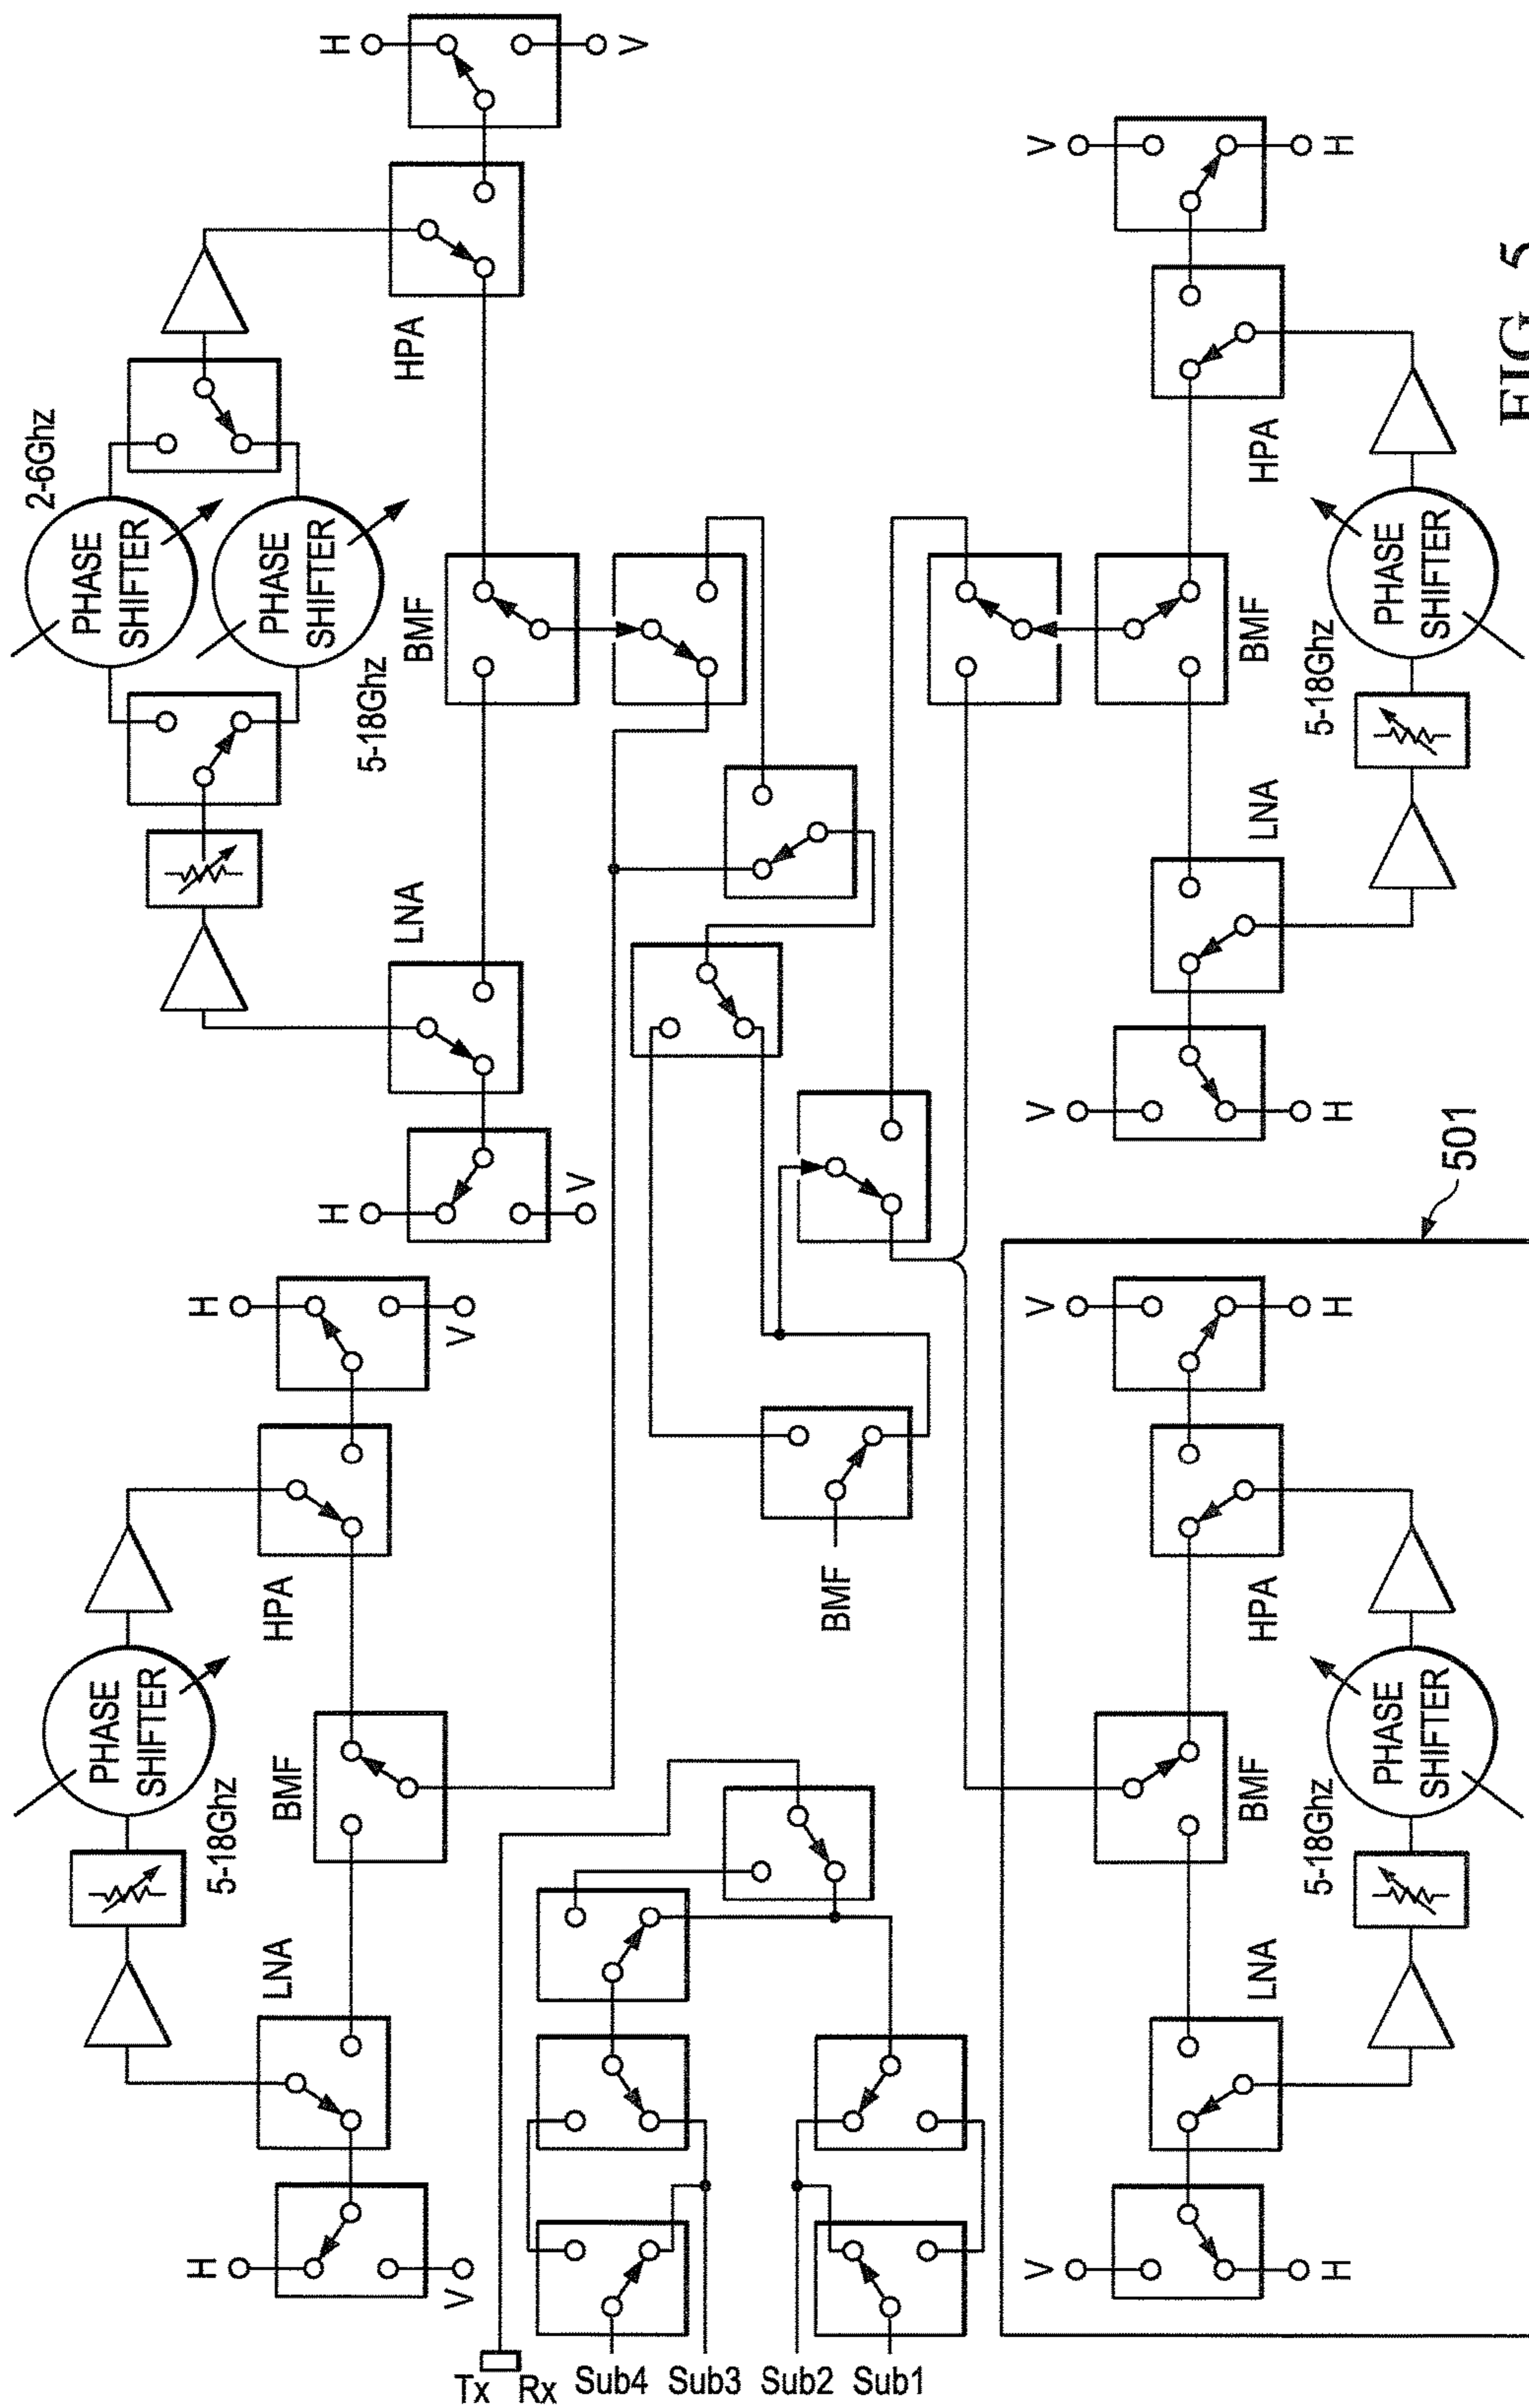 H
V
2-6Ghz
PHASE
SHIFTER
PHASE
SHIFTER
5-18Ghz
HPA
BMF
LNA
H
V
V
H
HPA
BMF
5-18Ghz
PHASE
SHIFTER
LNA
V
H
FIG. 5
501
H
V
HPA
PHASE
SHIFTER
5-18Ghz
BMF
LNA
H
V
BMF
V
H
HPA
BMF
PHASE
SHIFTER
5-18Ghz
LNA
V
H
Tx
Rx
Sub4
Sub3
Sub2
Sub1